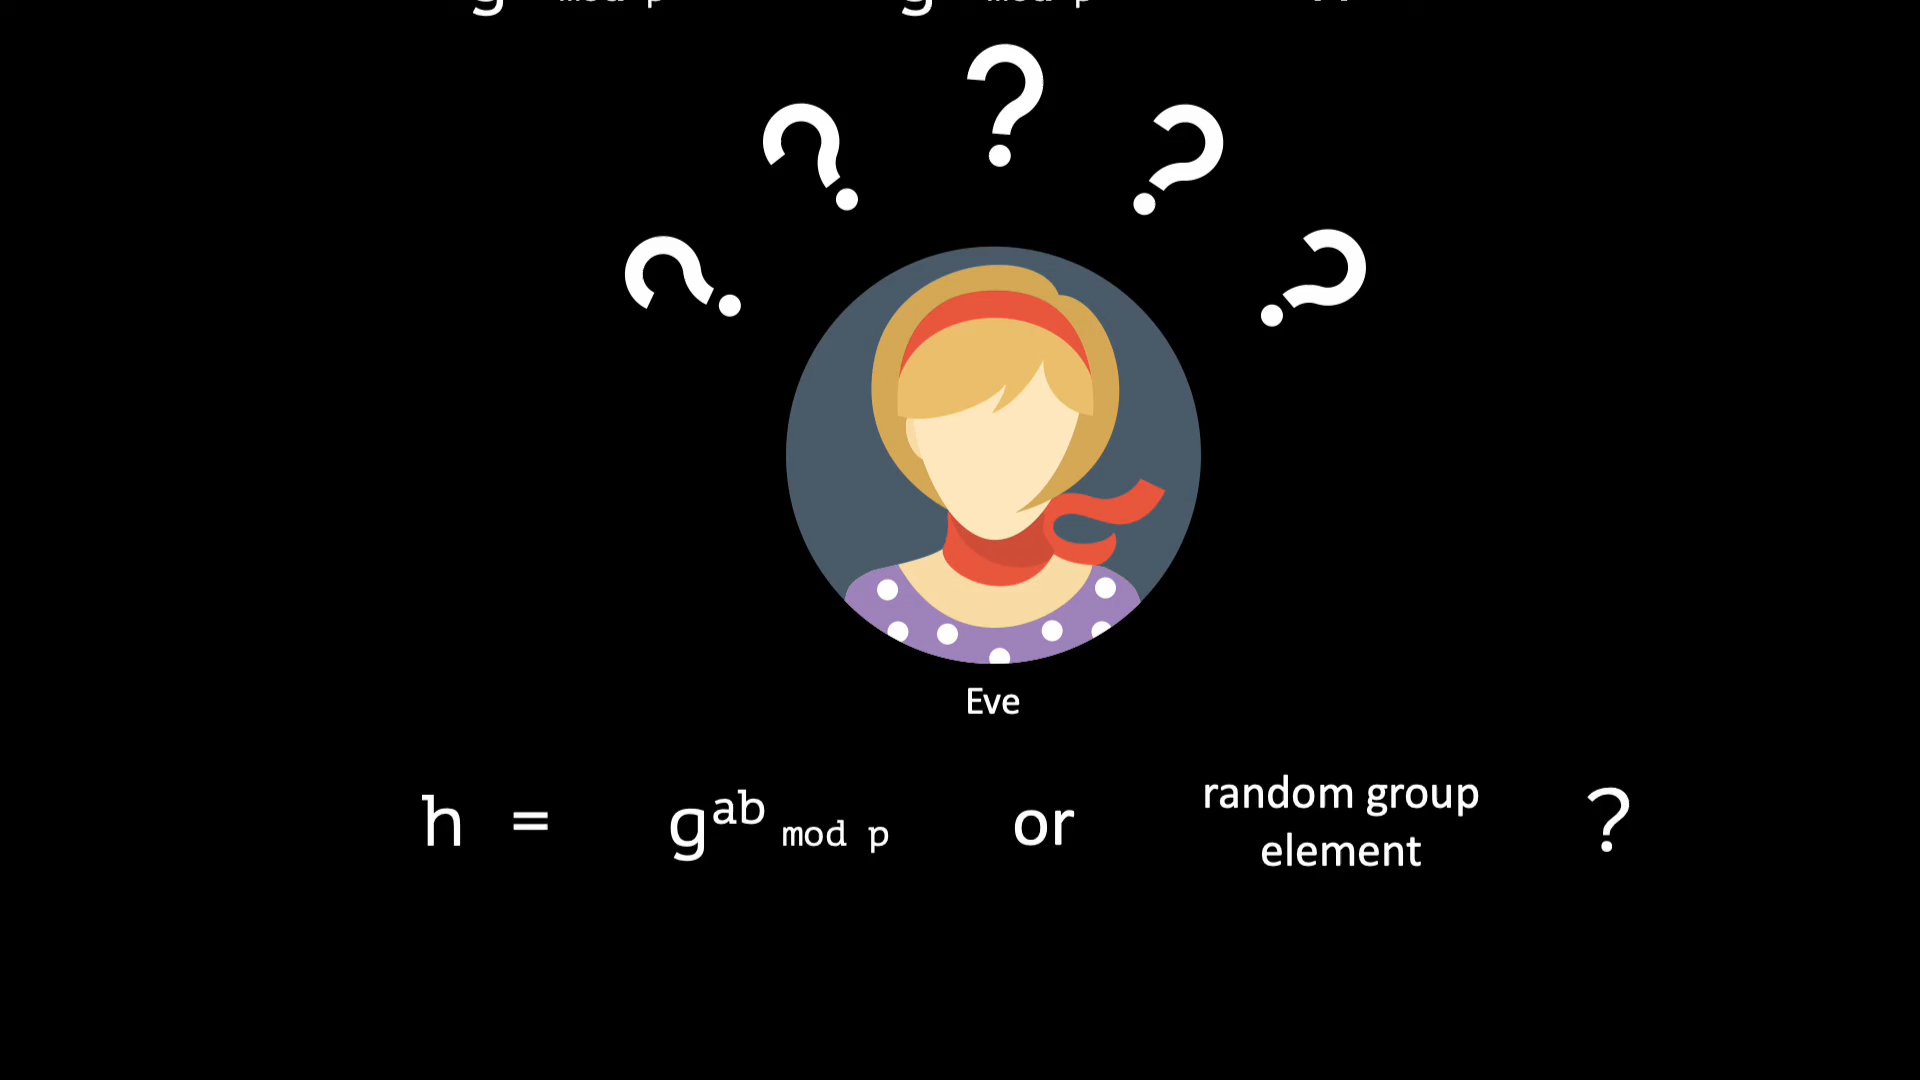 ? ? ? ? ?
Eve
h = g^ab mod p or random group element ?